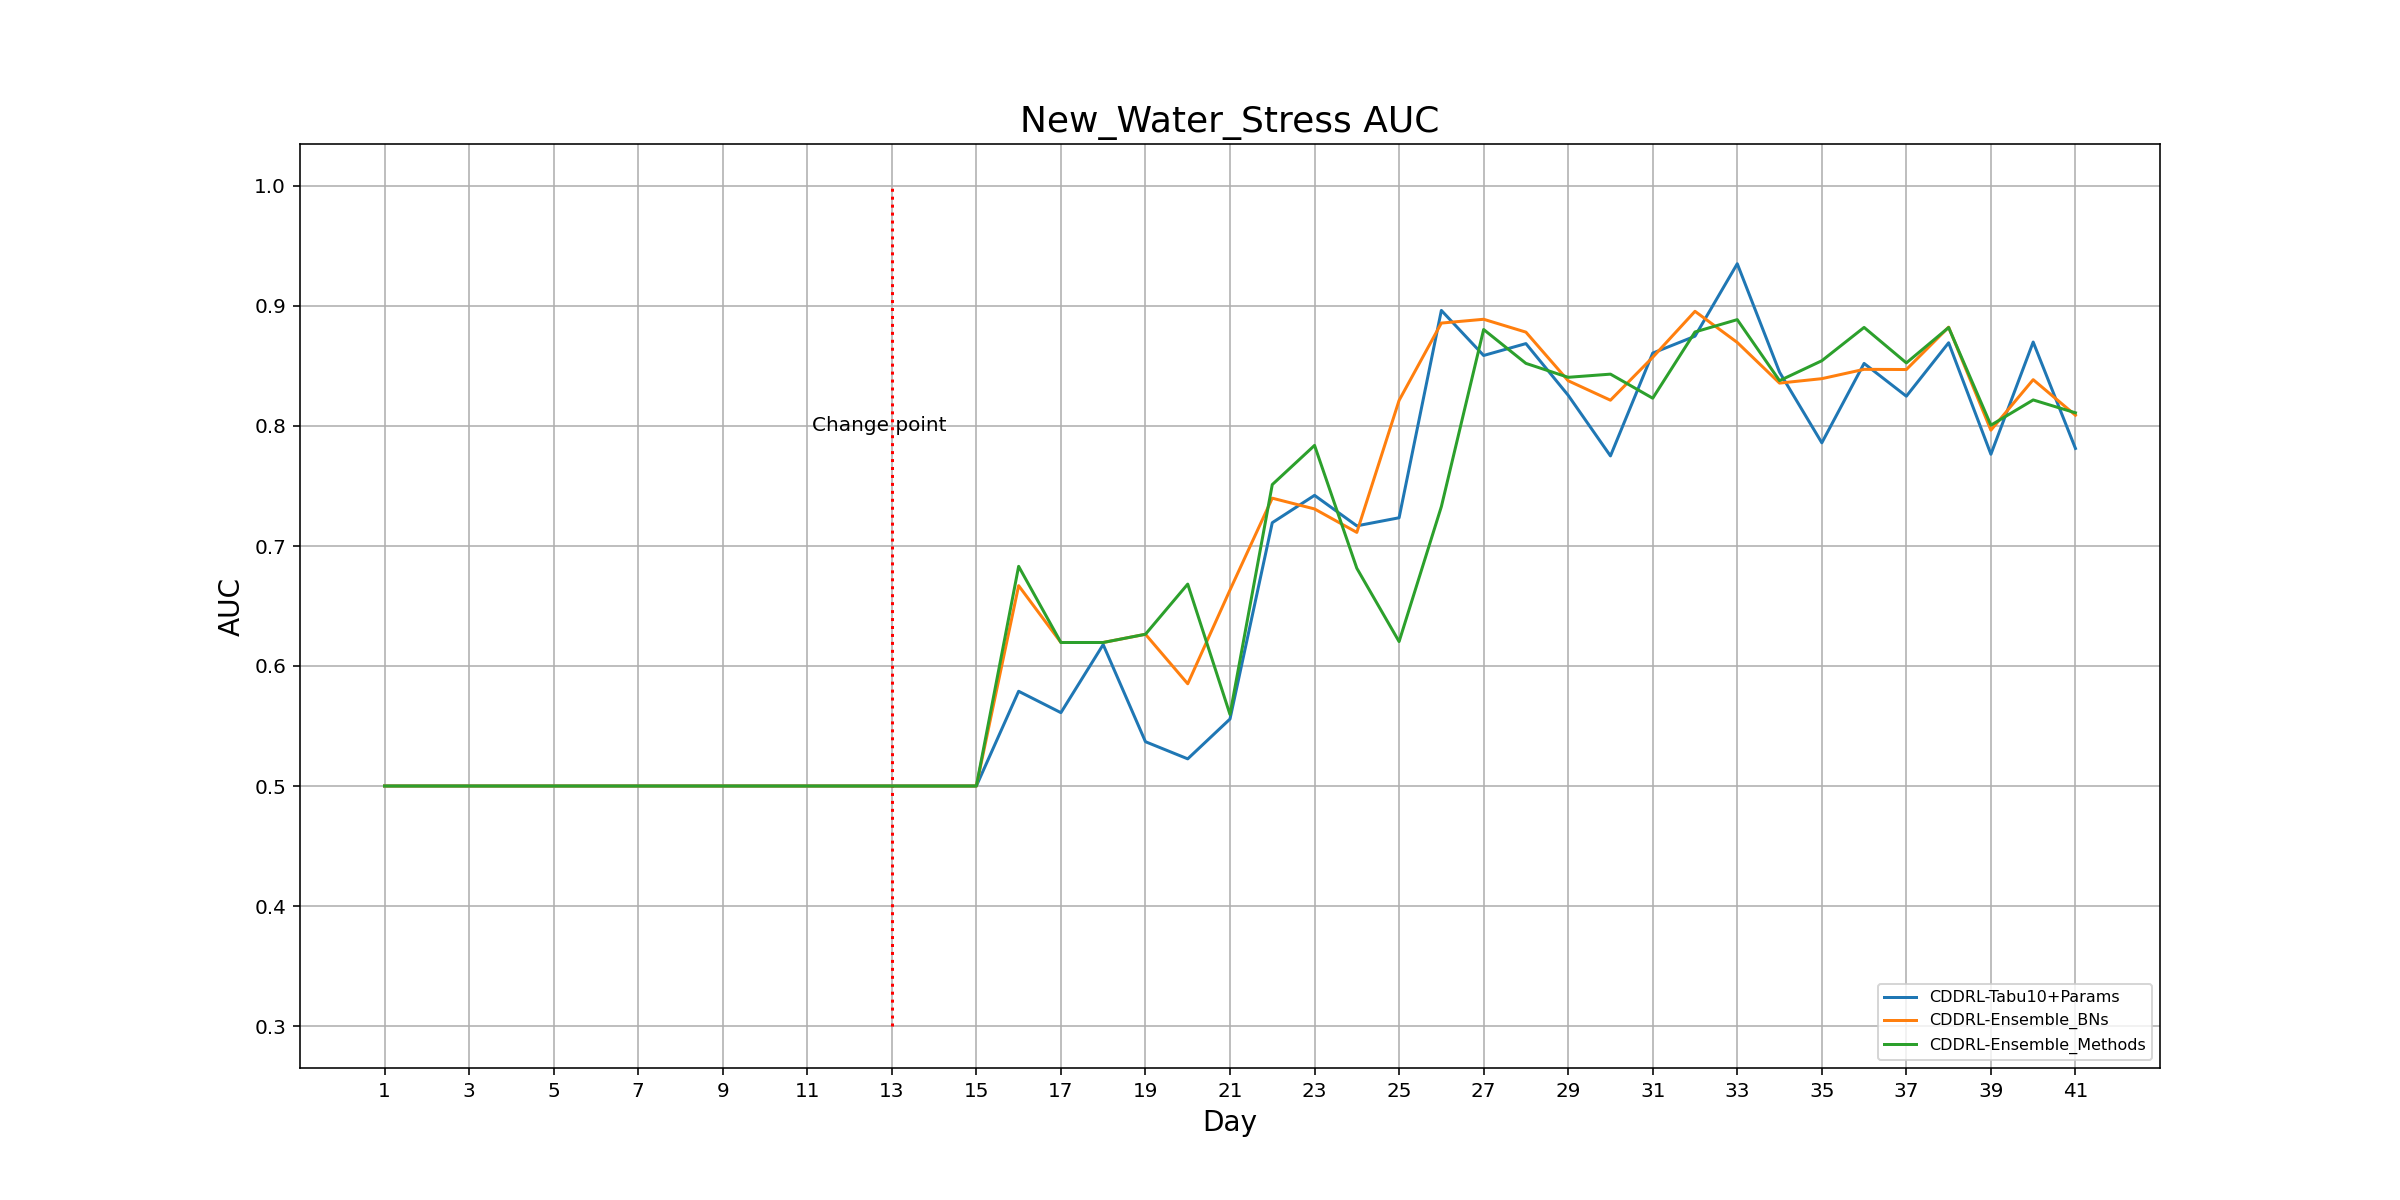 New_Water_Stress AUC
1.0
0.9
0.8
0.7
0.6
0.5
0.4
0.3
AUC
Change point
CDDRL-Tabu10+Params
CDDRL-Ensemble_BNs
CDDRL-Ensemble_Methods
1 3 5 7 9 11 13 15 17 19 21 23 25 27 29 31 33 35 37 39 41
Day